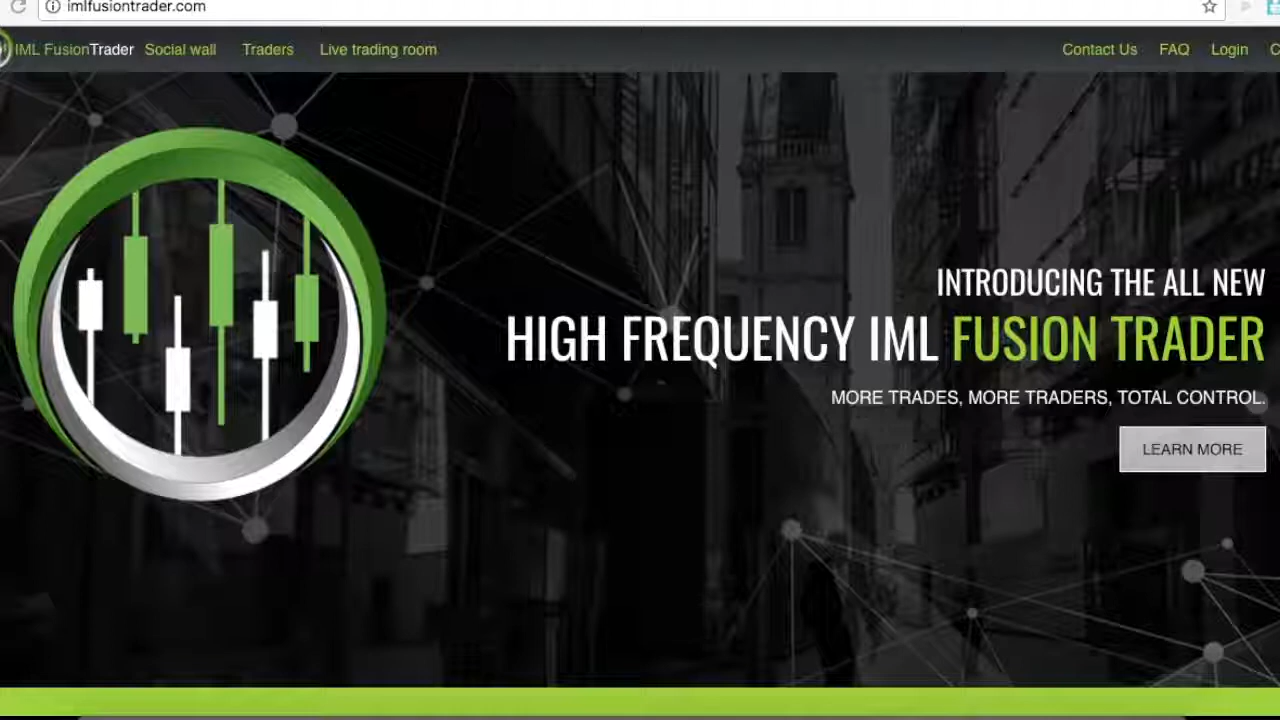 imlfusiontrader.com
IML FusionTrader Social wall Traders Live trading room Contact Us FAQ Login
INTRODUCING THE ALL NEW
HIGH FREQUENCY IML FUSION TRADER
MORE TRADES, MORE TRADERS, TOTAL CONTROL.
LEARN MORE